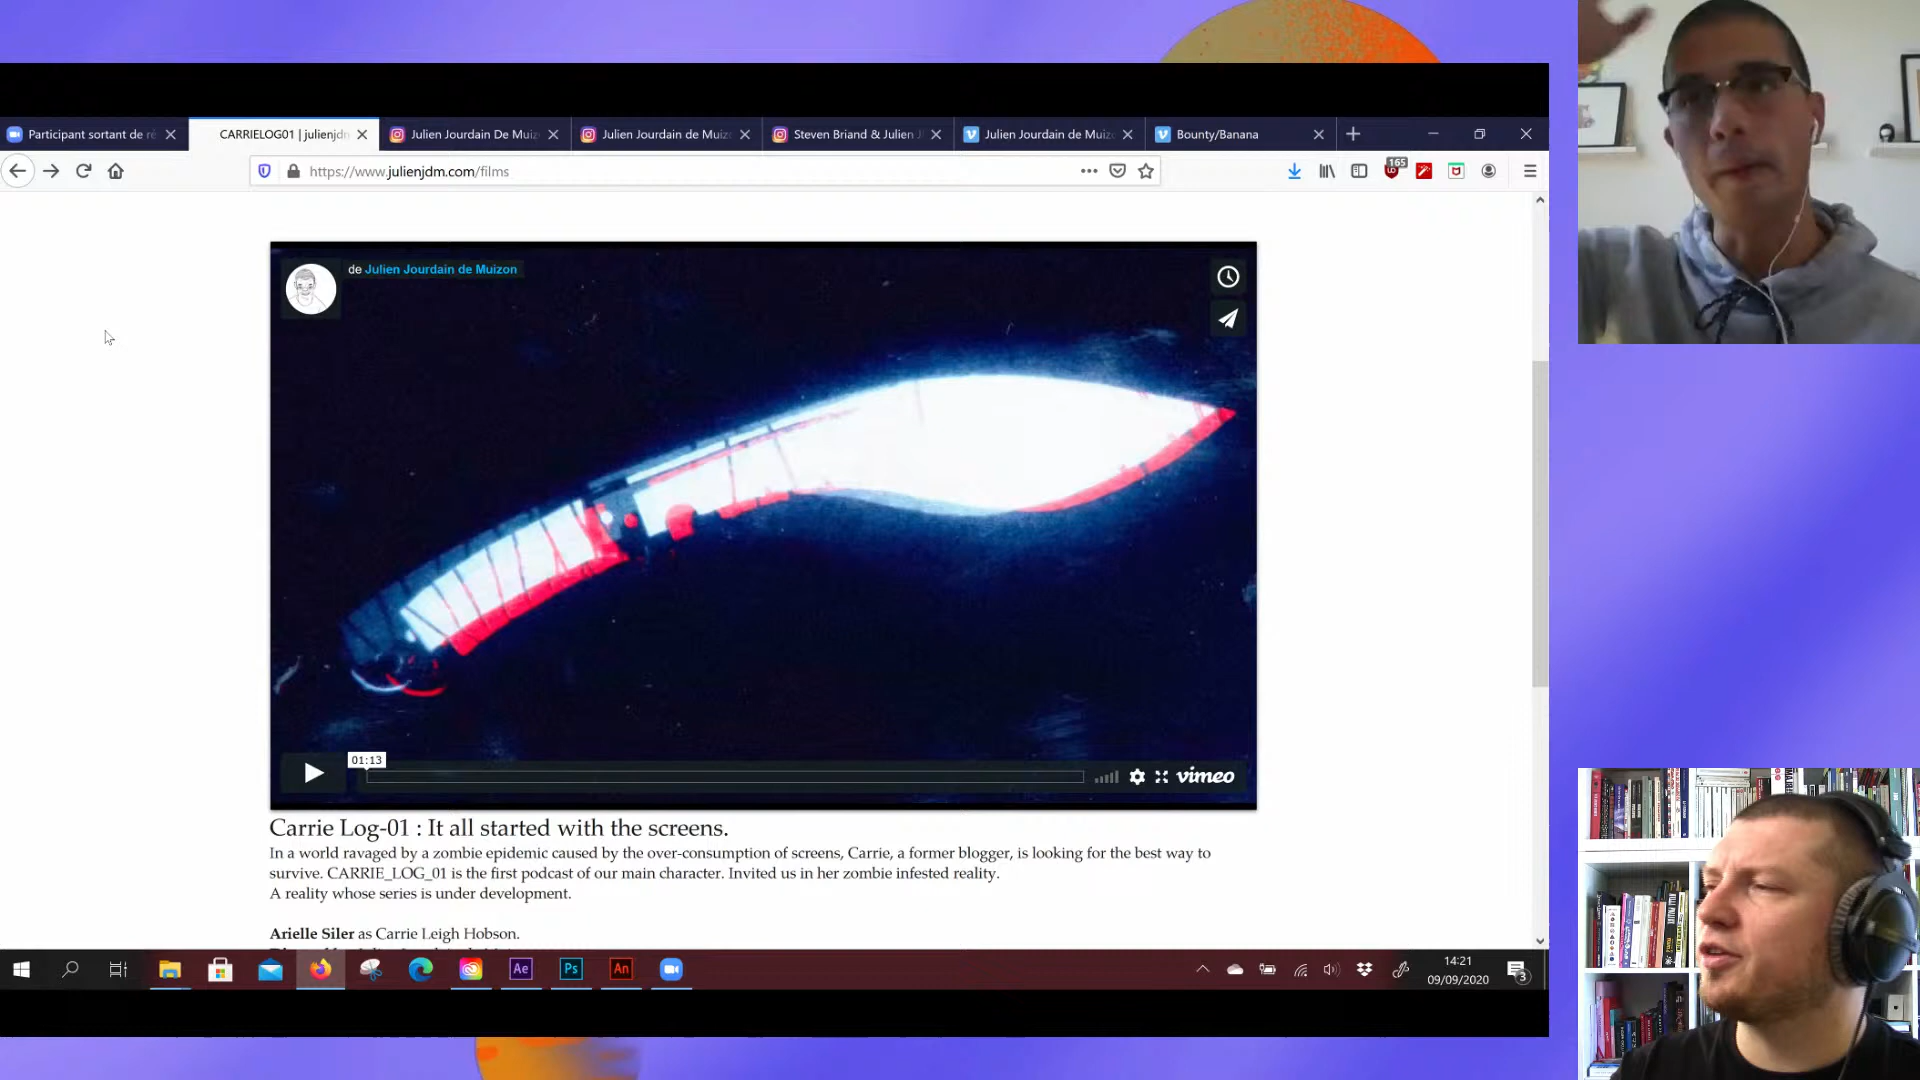 Participant sortant de ré
CARRIELOG01 | julienjdm
Julien Jourdain De Muiz
Julien Jourdain de Muiz
Steven Briand & Julien J
Julien Jourdain de Muizo
Bounty/Banana
https://www.julienjdm.com/films
165
de Julien Jourdain de Muizon
01:13
vimeo
Carrie Log-01 : It all started with the screens.
In a world ravaged by a zombie epidemic caused by the over-consumption of screens, Carrie, a former blogger, is looking for the best way to
survive. CARRIE_LOG_01 is the first podcast of our main character. Invited us in her zombie infested reality.
A reality whose series is under development.
Arielle Siler as Carrie Leigh Hobson.
Ae
Ps
An
14:21
09/09/2020
3